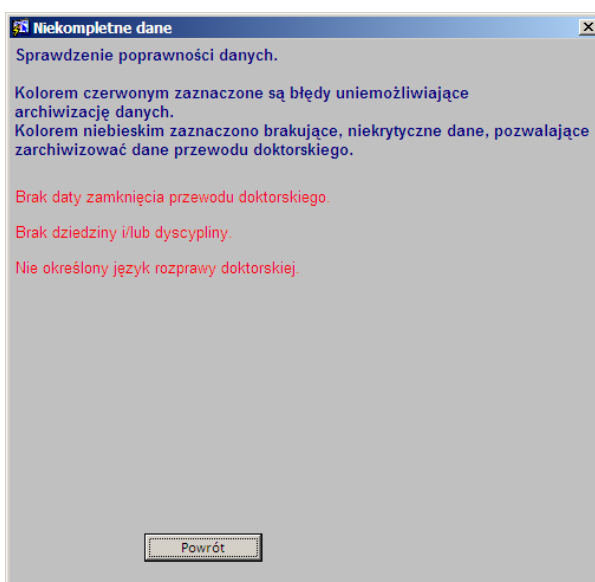 Niekompletne dane
Sprawdzenie poprawności danych.
Kolorem czerwonym zaznaczone są błędy uniemożliwiające
archiwizację danych.
Kolorem niebieskim zaznaczono brakujące, niekrytyczne dane, pozwalające
zarchiwizować dane przewodu doktorskiego.
Brak daty zamknięcia przewodu doktorskiego.
Brak dziedziny i/lub dyscypliny.
Nie określony język rozprawy doktorskiej.
Powrót